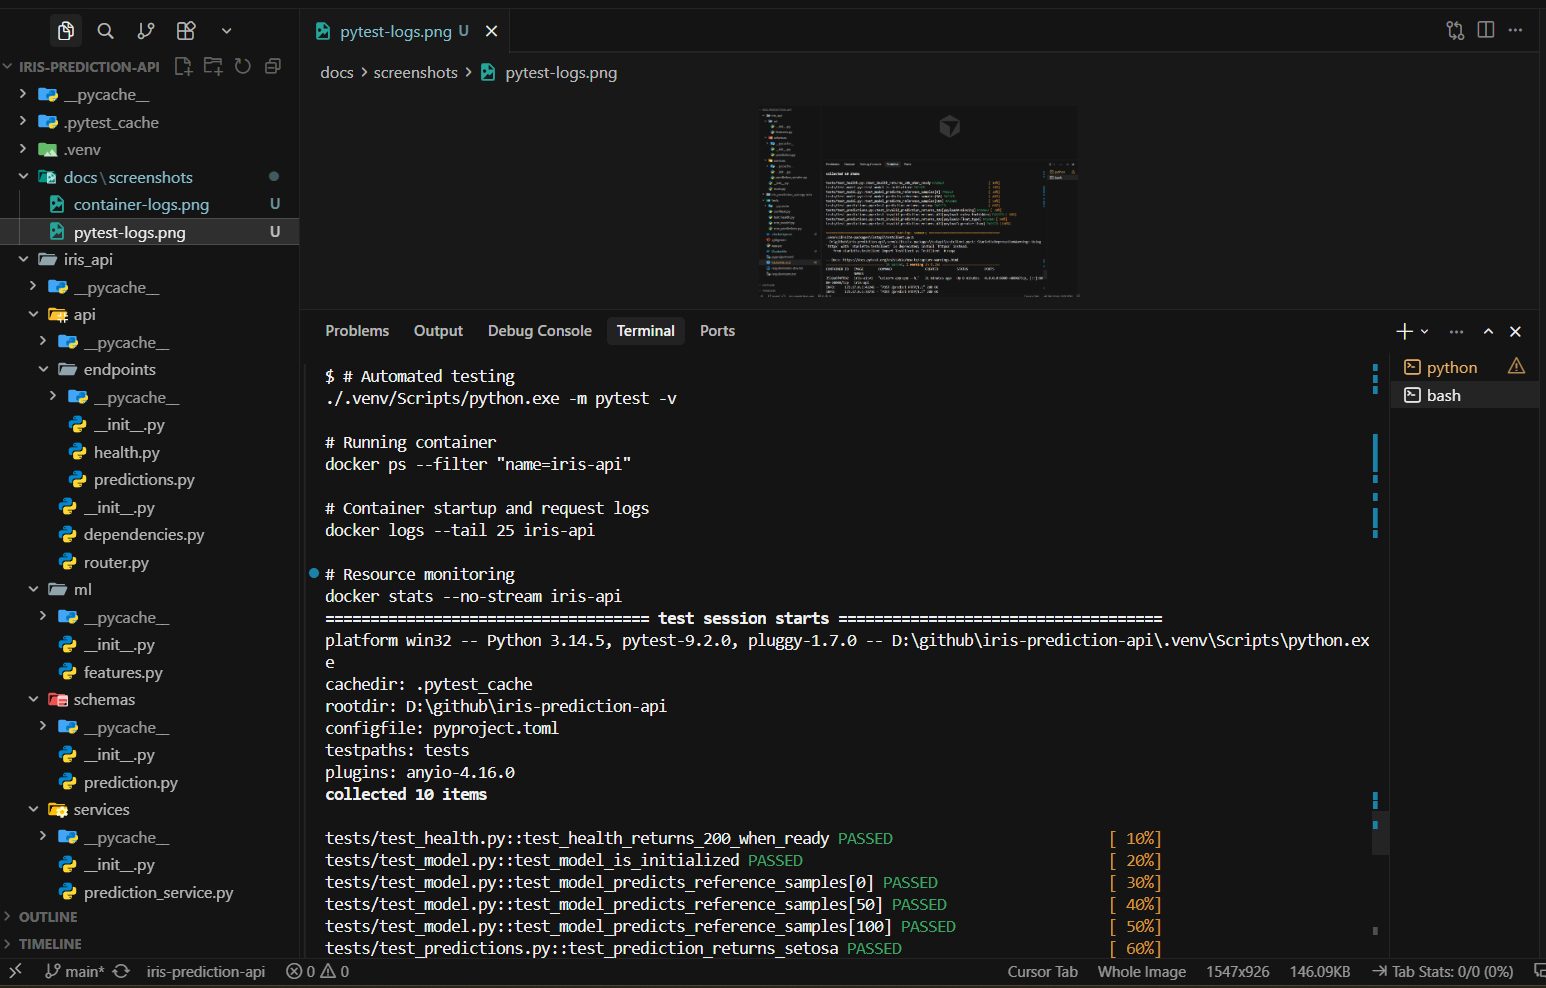 pytest-logs.png U
IRIS-PREDICTION-API
docs > screenshots > pytest-logs.png
__pycache__
.pytest_cache
.venv
docs\screenshots
container-logs.png U
pytest-logs.png U
iris_api
__pycache__
api
__pycache__
endpoints
__pycache__
__init__.py
health.py
predictions.py
__init__.py
dependencies.py
router.py
ml
__pycache__
__init__.py
features.py
schemas
__pycache__
__init__.py
prediction.py
services
__pycache__
__init__.py
prediction_service.py
OUTLINE
TIMELINE
Problems Output Debug Console Terminal Ports
python
bash
$ # Automated testing
./.venv/Scripts/python.exe -m pytest -v
# Running container
docker ps --filter "name=iris-api"
# Container startup and request logs
docker logs --tail 25 iris-api
# Resource monitoring
docker stats --no-stream iris-api
==================================== test session starts ====================================
platform win32 -- Python 3.14.5, pytest-9.2.0, pluggy-1.7.0 -- D:\github\iris-prediction-api\.venv\Scripts\python.ex
e
cachedir: .pytest_cache
rootdir: D:\github\iris-prediction-api
configfile: pyproject.toml
testpaths: tests
plugins: anyio-4.16.0
collected 10 items
tests/test_health.py::test_health_returns_200_when_ready PASSED [ 10%]
tests/test_model.py::test_model_is_initialized PASSED [ 20%]
tests/test_model.py::test_model_predicts_reference_samples[0] PASSED [ 30%]
tests/test_model.py::test_model_predicts_reference_samples[50] PASSED [ 40%]
tests/test_model.py::test_model_predicts_reference_samples[100] PASSED [ 50%]
tests/test_predictions.py::test_prediction_returns_setosa PASSED [ 60%]
main* iris-prediction-api 0 0 Cursor Tab Whole Image 1547x926 146.09KB Tab Stats: 0/0 (0%)